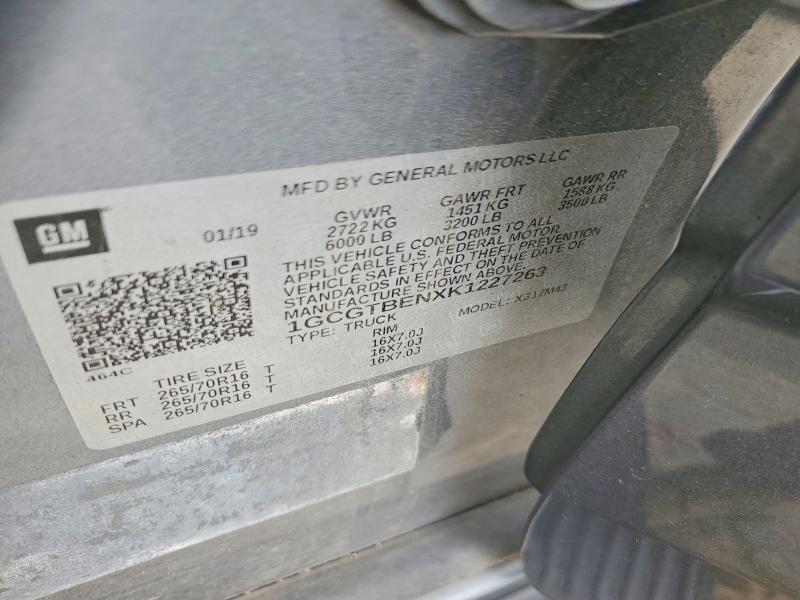 MFD BY GENERAL MOTORS LLC
GM
01/19
GVWR GAWR FRT GAWR RR
2722 KG 1451 KG 1588 KG
6000 LB 3200 LB 3500 LB
THIS VEHICLE CONFORMS TO ALL
APPLICABLE U.S. FEDERAL MOTOR
VEHICLE SAFETY AND THEFT PREVENTION
STANDARDS IN EFFECT ON THE DATE OF
MANUFACTURE SHOWN ABOVE.
1GCGTBENXK1227263
TYPE: TRUCK MODEL: X312M43
464C
TIRE SIZE RIM
FRT 265/70R16 T 16X7.0J
RR 265/70R16 T 16X7.0J
SPA 265/70R16 T 16X7.0J